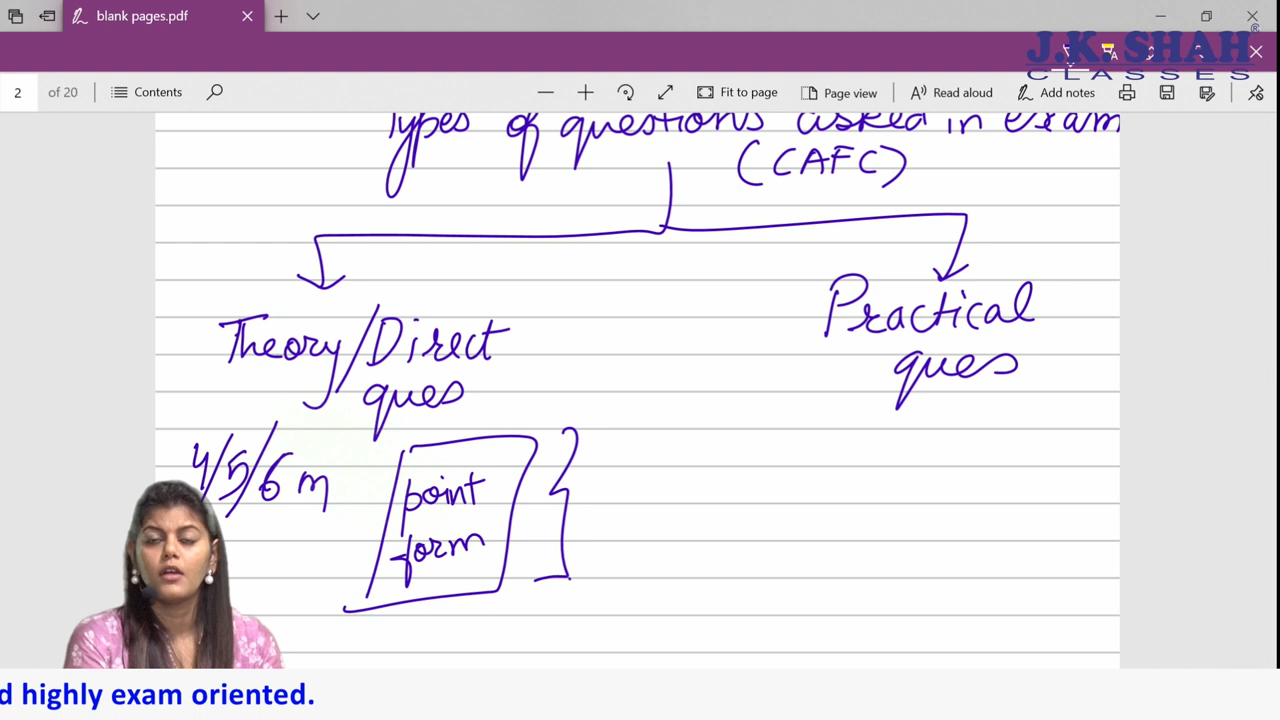 blank pages.pdf
J.K. SHAH®
CLASSES
2 of 20 Contents Fit to page Page view Read aloud Add notes
Types of questions asked in exam
(CAFC)
Theory/Direct
ques
Practical
ques
4/5/6 m
point
form
d highly exam oriented.